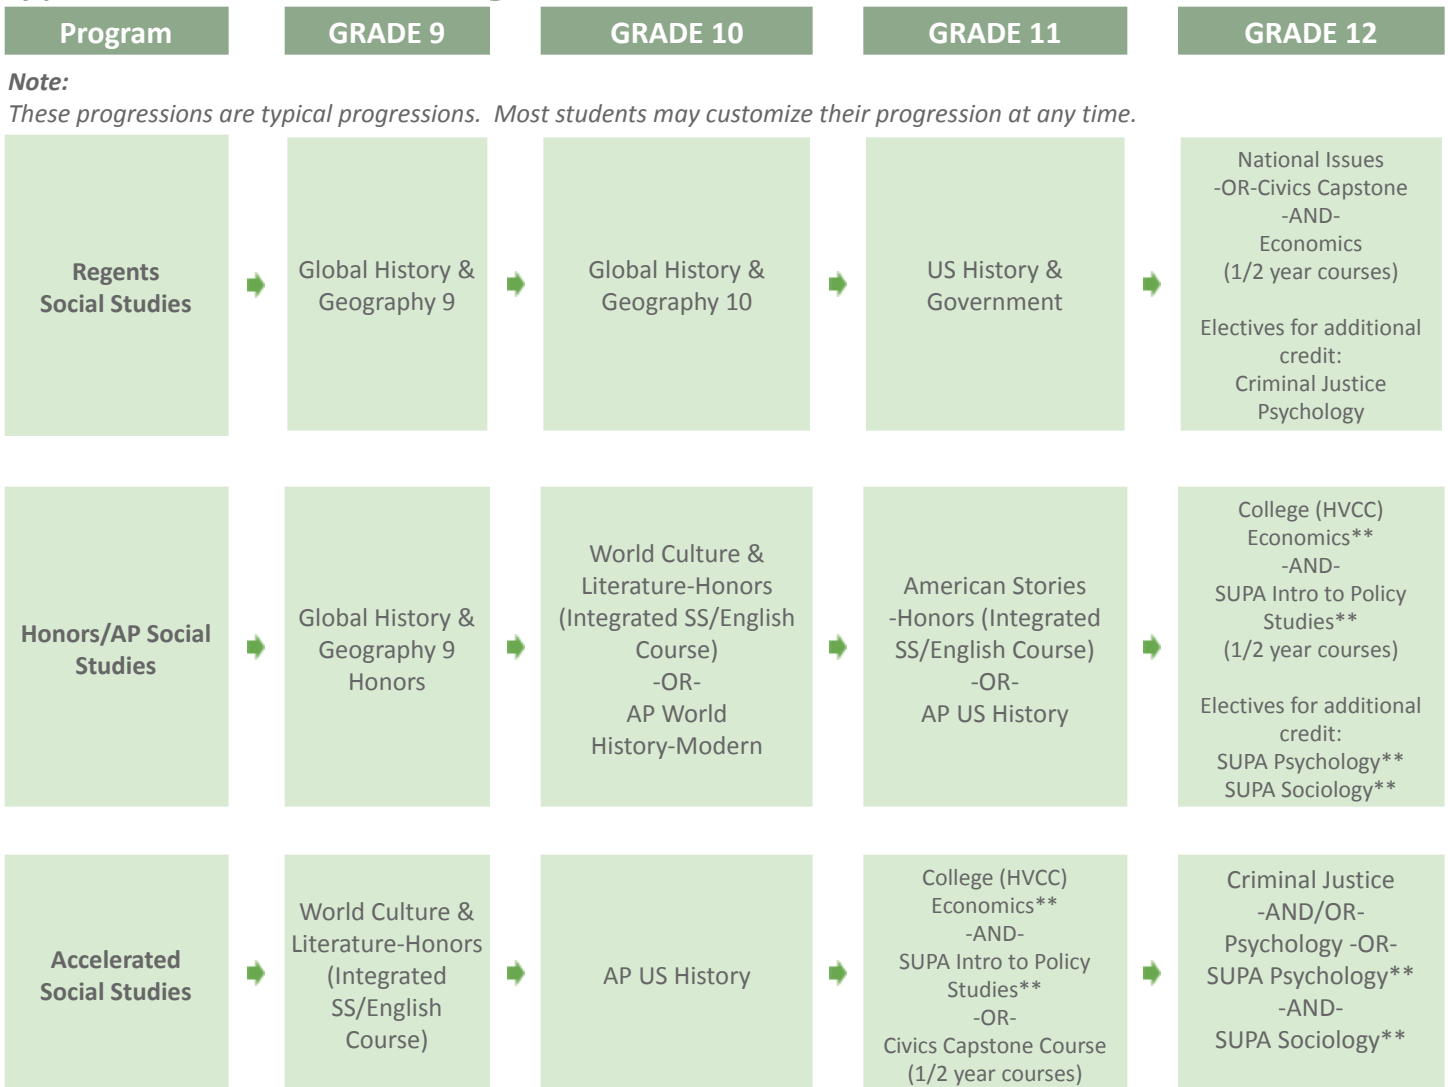 Program
GRADE 9
GRADE 10
GRADE 11
GRADE 12
Note:
These progressions are typical progressions. Most students may customize their progression at any time.
Regents
Social Studies
Global History &
Geography 9
Global History &
Geography 10
US History &
Government
National Issues
-OR-Civics Capstone
-AND-
Economics
(1/2 year courses)
Electives for additional
credit:
Criminal Justice
Psychology
Honors/AP Social
Studies
Global History &
Geography 9
Honors
World Culture &
Literature-Honors
(Integrated SS/English
Course)
-OR-
AP World
History-Modern
American Stories
-Honors (Integrated
SS/English Course)
-OR-
AP US History
College (HVCC)
Economics**
-AND-
SUPA Intro to Policy
Studies**
(1/2 year courses)
Electives for additional
credit:
SUPA Psychology**
SUPA Sociology**
Accelerated
Social Studies
World Culture &
Literature-Honors
(Integrated
SS/English
Course)
AP US History
College (HVCC)
Economics**
-AND-
SUPA Intro to Policy
Studies**
-OR-
Civics Capstone Course
(1/2 year courses)
Criminal Justice
-AND/OR-
Psychology -OR-
SUPA Psychology**
-AND-
SUPA Sociology**